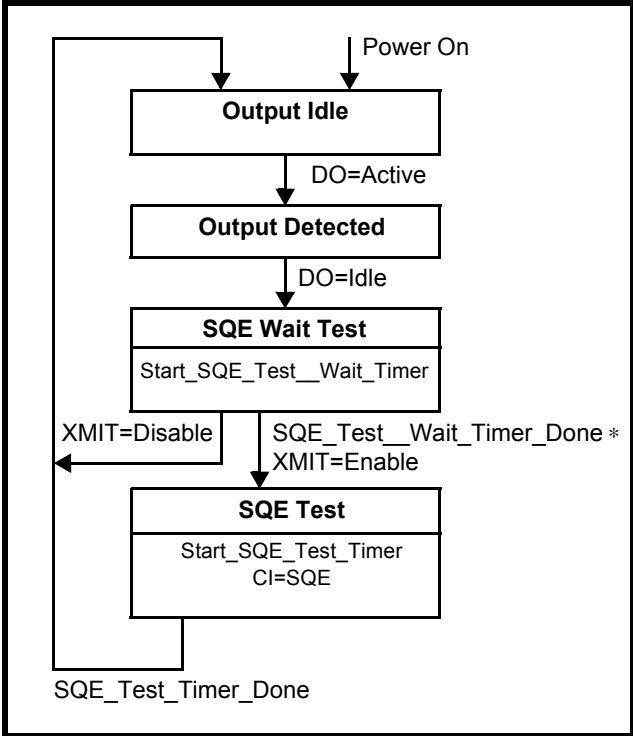 Power On
Output Idle
DO=Active
Output Detected
DO=Idle
SQE Wait Test
Start_SQE_Test__Wait_Timer
XMIT=Disable
SQE_Test__Wait_Timer_Done *
XMIT=Enable
SQE Test
Start_SQE_Test_Timer
CI=SQE
SQE_Test_Timer_Done